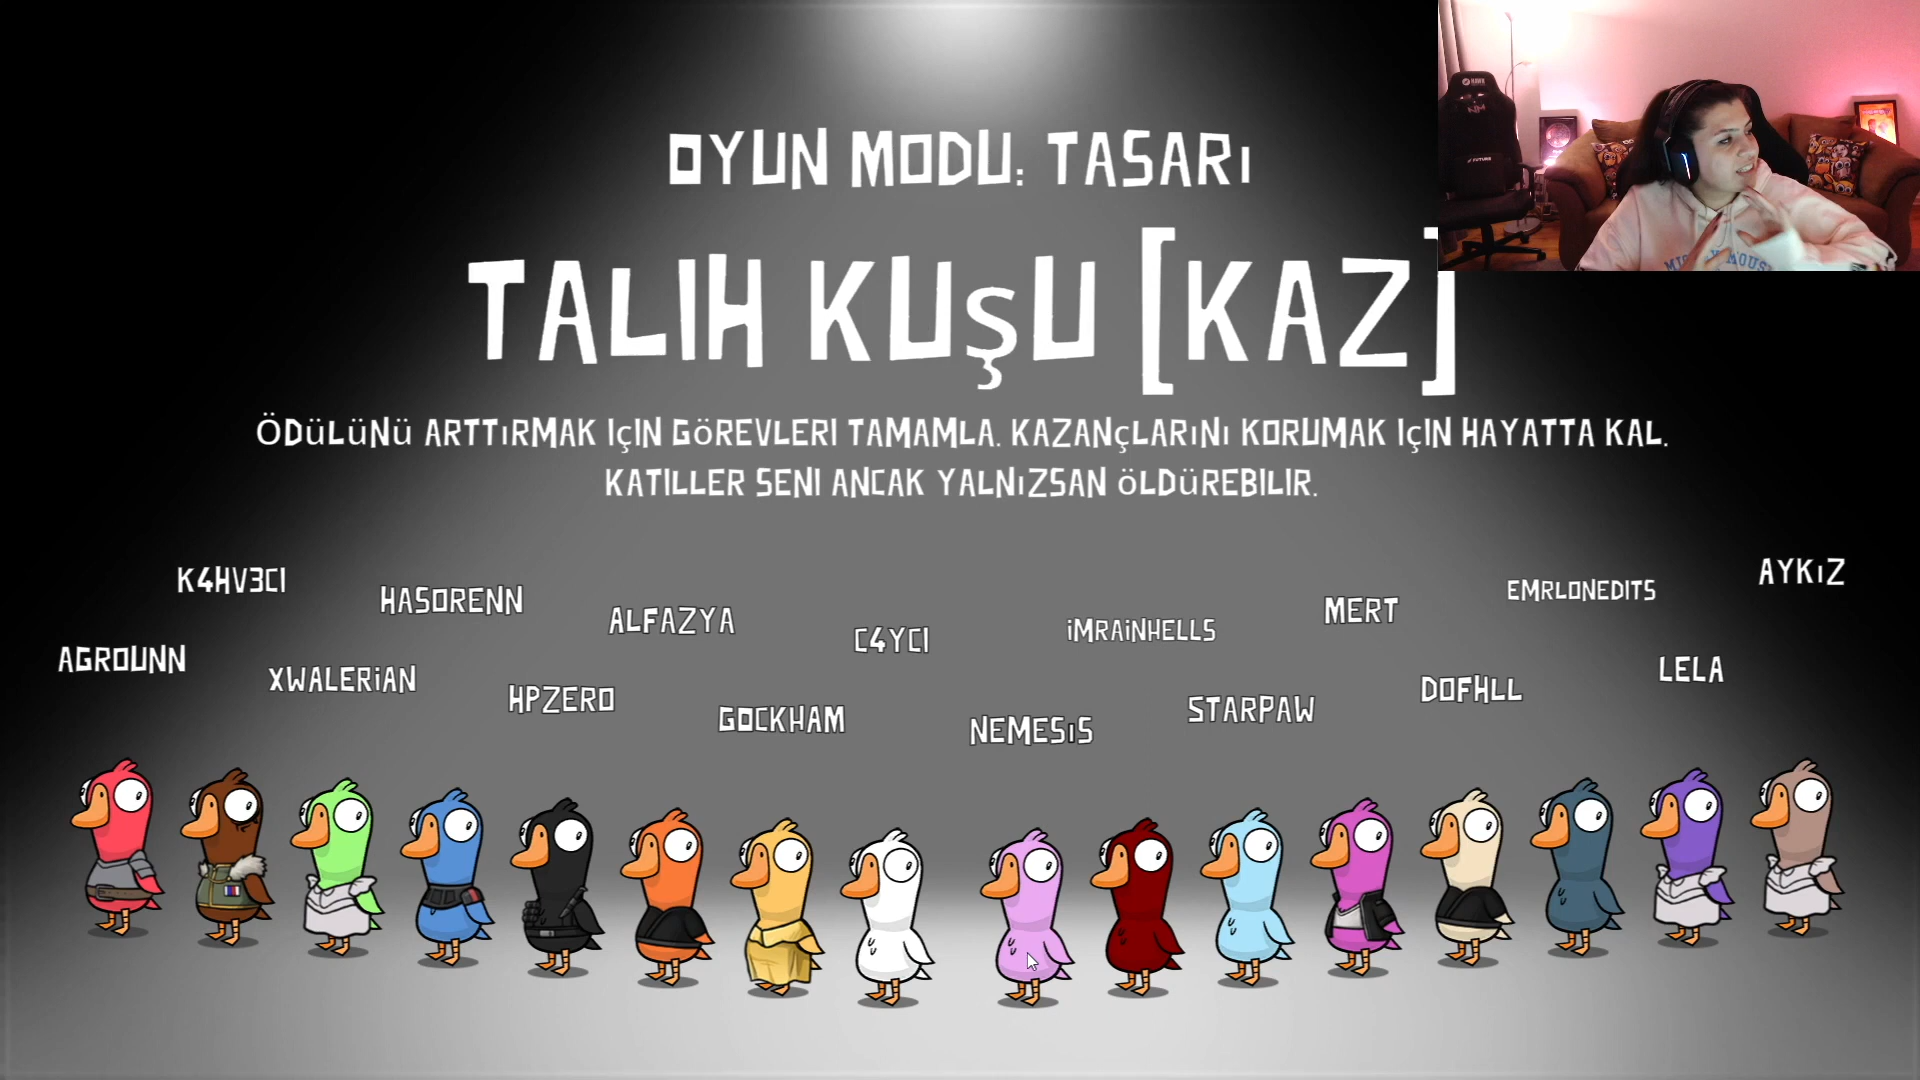 OYUN MODU: TASARI
TALIH KUŞU [KAZ]
ÖDÜLÜNÜ ARTTIRMAK IÇIN GÖREVLERI TAMAMLA. KAZANÇLARINI KORUMAK IÇIN HAYATTA KAL.
KATILLER SENI ANCAK YALNIZSAN ÖLDÜREBILIR.
K4HV3CI
HASORENN
ALFAZYA
C4YCI
iMRAiNHELLS
MERT
EMRLONEDITS
AYKIZ
AGROUNN
XWALERiAN
HPZERO
GOCKHAM
NEMESıS
STARPAW
DOFHLL
LELA